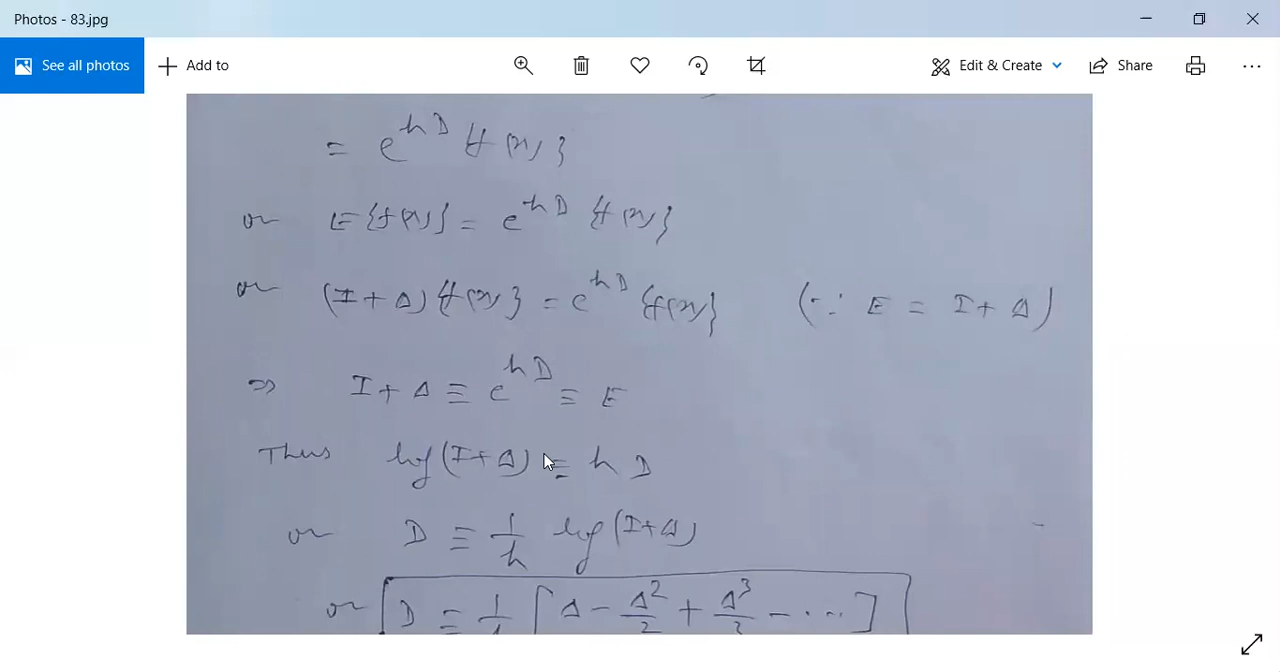 Photos - 83.jpg
See all photos
Add to
Edit & Create
Share
= e^{hD} {f(x)}
or E{f(x)} = e^{hD} {f(x)}
or (I + Δ) {f(x)} = e^{hD} {f(x)} (∵ E = I + Δ)
⇒ I + Δ ≡ e^{hD} ≡ E
Thus log(I + Δ) ≡ h D
or D ≡ 1/h log(I + Δ)
or D ≡ 1/h [Δ - Δ²/2 + Δ³/3 - ....]